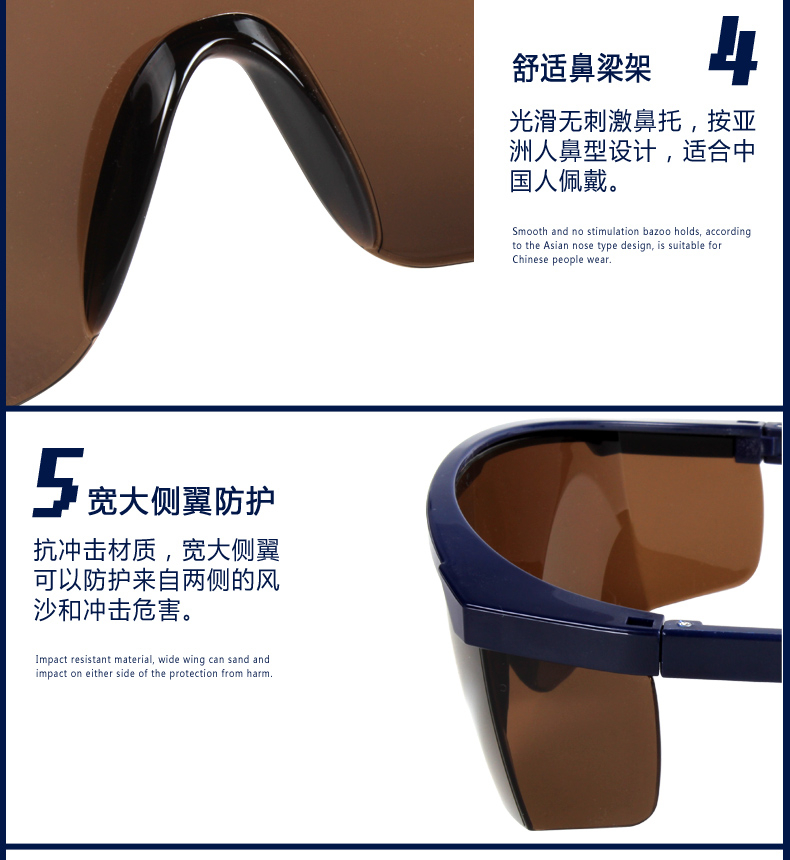 舒适鼻梁架
4
光滑无刺激鼻托，按亚
洲人鼻型设计，适合中
国人佩戴。
Smooth and no stimulation bazoo holds, according
to the Asian nose type design, is suitable for
Chinese people wear.
5
宽大侧翼防护
抗冲击材质，宽大侧翼
可以防护来自两侧的风
沙和冲击危害。
Impact resistant material, wide wing can sand and
impact on either side of the protection from harm.